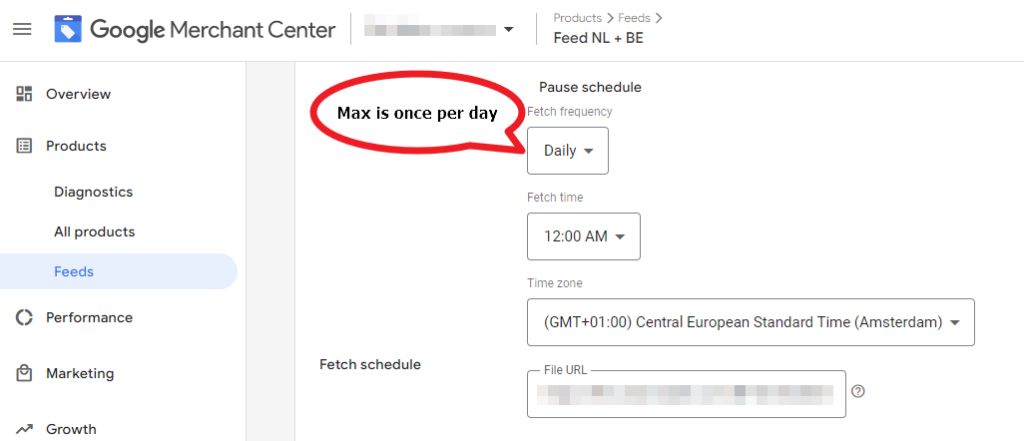 Google Merchant Center
Products > Feeds >
Feed NL + BE
Overview
Products
Diagnostics
All products
Feeds
Performance
Marketing
Growth
Max is once per day
Pause schedule
Fetch frequency
Daily
Fetch time
12:00 AM
Time zone
(GMT+01:00) Central European Standard Time (Amsterdam)
Fetch schedule
File URL